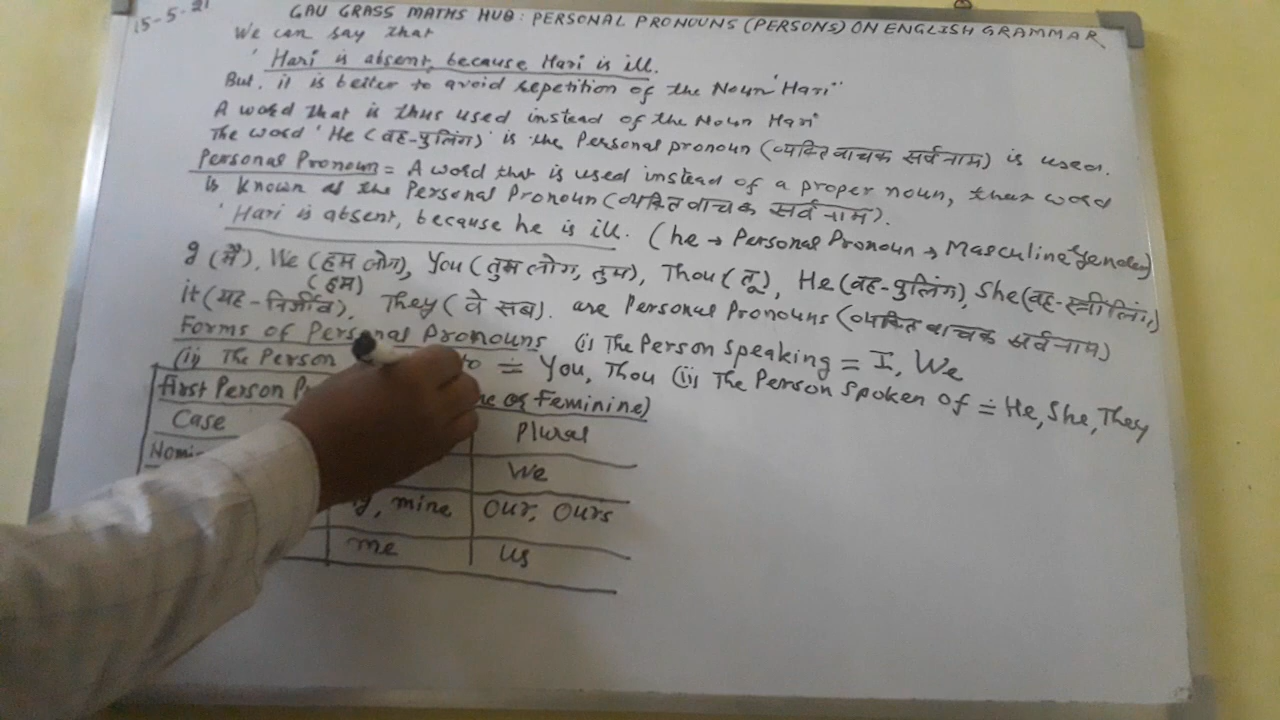 15-5-21
GAU GRASS MATHS HUB: PERSONAL PRONOUNS (PERSONS) ON ENGLISH GRAMMAR
We can say that
'Hari is absent, because Hari is ill.
But, it is better to avoid repetition of the Noun 'Hari"
A word that is thus used instead of the Noun Hari'
The word 'He (वह-पुलिंग)' is the Personal pronoun (व्यक्तिवाचक सर्वनाम) is used.
Personal Pronoun = A word that is used instead of a proper noun, that word
is known as the Personal Pronoun (व्यक्तिवाचक सर्वनाम).
'Hari is absent, because he is ill. (he → Personal Pronoun → Masculine Gender)
I (मैं), We (हम लोग), You (तुम लोग, तुम), Thou (तू), He (वह-पुलिंग), She (वह-स्त्रीलिंग),
(हम)
it (यह-निर्जीव), They (वे सब). are Personal Pronouns (व्यक्तिवाचक सर्वनाम)
Forms of Personal Pronouns (i) The Person Speaking = I, We
(ii) The Person to = You, Thou (iii) The Person Spoken of = He, She, They
First Person or Feminine)
Case Plural
We
mine Our, Ours
me us